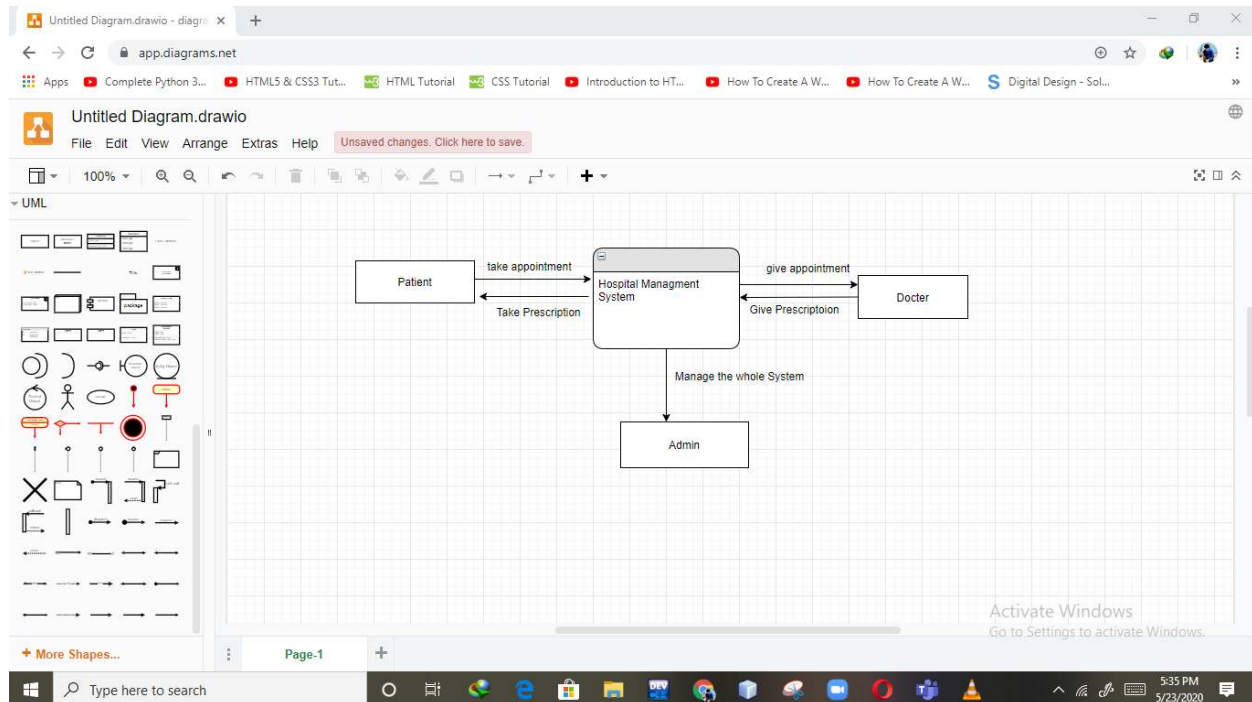 Untitled Diagram.drawio - diagra
app.diagrams.net
Apps Complete Python 3... HTML5 & CSS3 Tut... HTML Tutorial CSS Tutorial Introduction to HT... How To Create A W... How To Create A W... Digital Design - Sol...
Untitled Diagram.drawio
File Edit View Arrange Extras Help Unsaved changes. Click here to save.
100%
UML
package
take appointment
give appointment
Patient
Hospital Managment
System
Docter
Take Prescription
Give Prescriptoion
Manage the whole System
Admin
Activate Windows
Go to Settings to activate Windows.
+ More Shapes...
Page-1
Type here to search
DEV
5:35 PM
5/23/2020